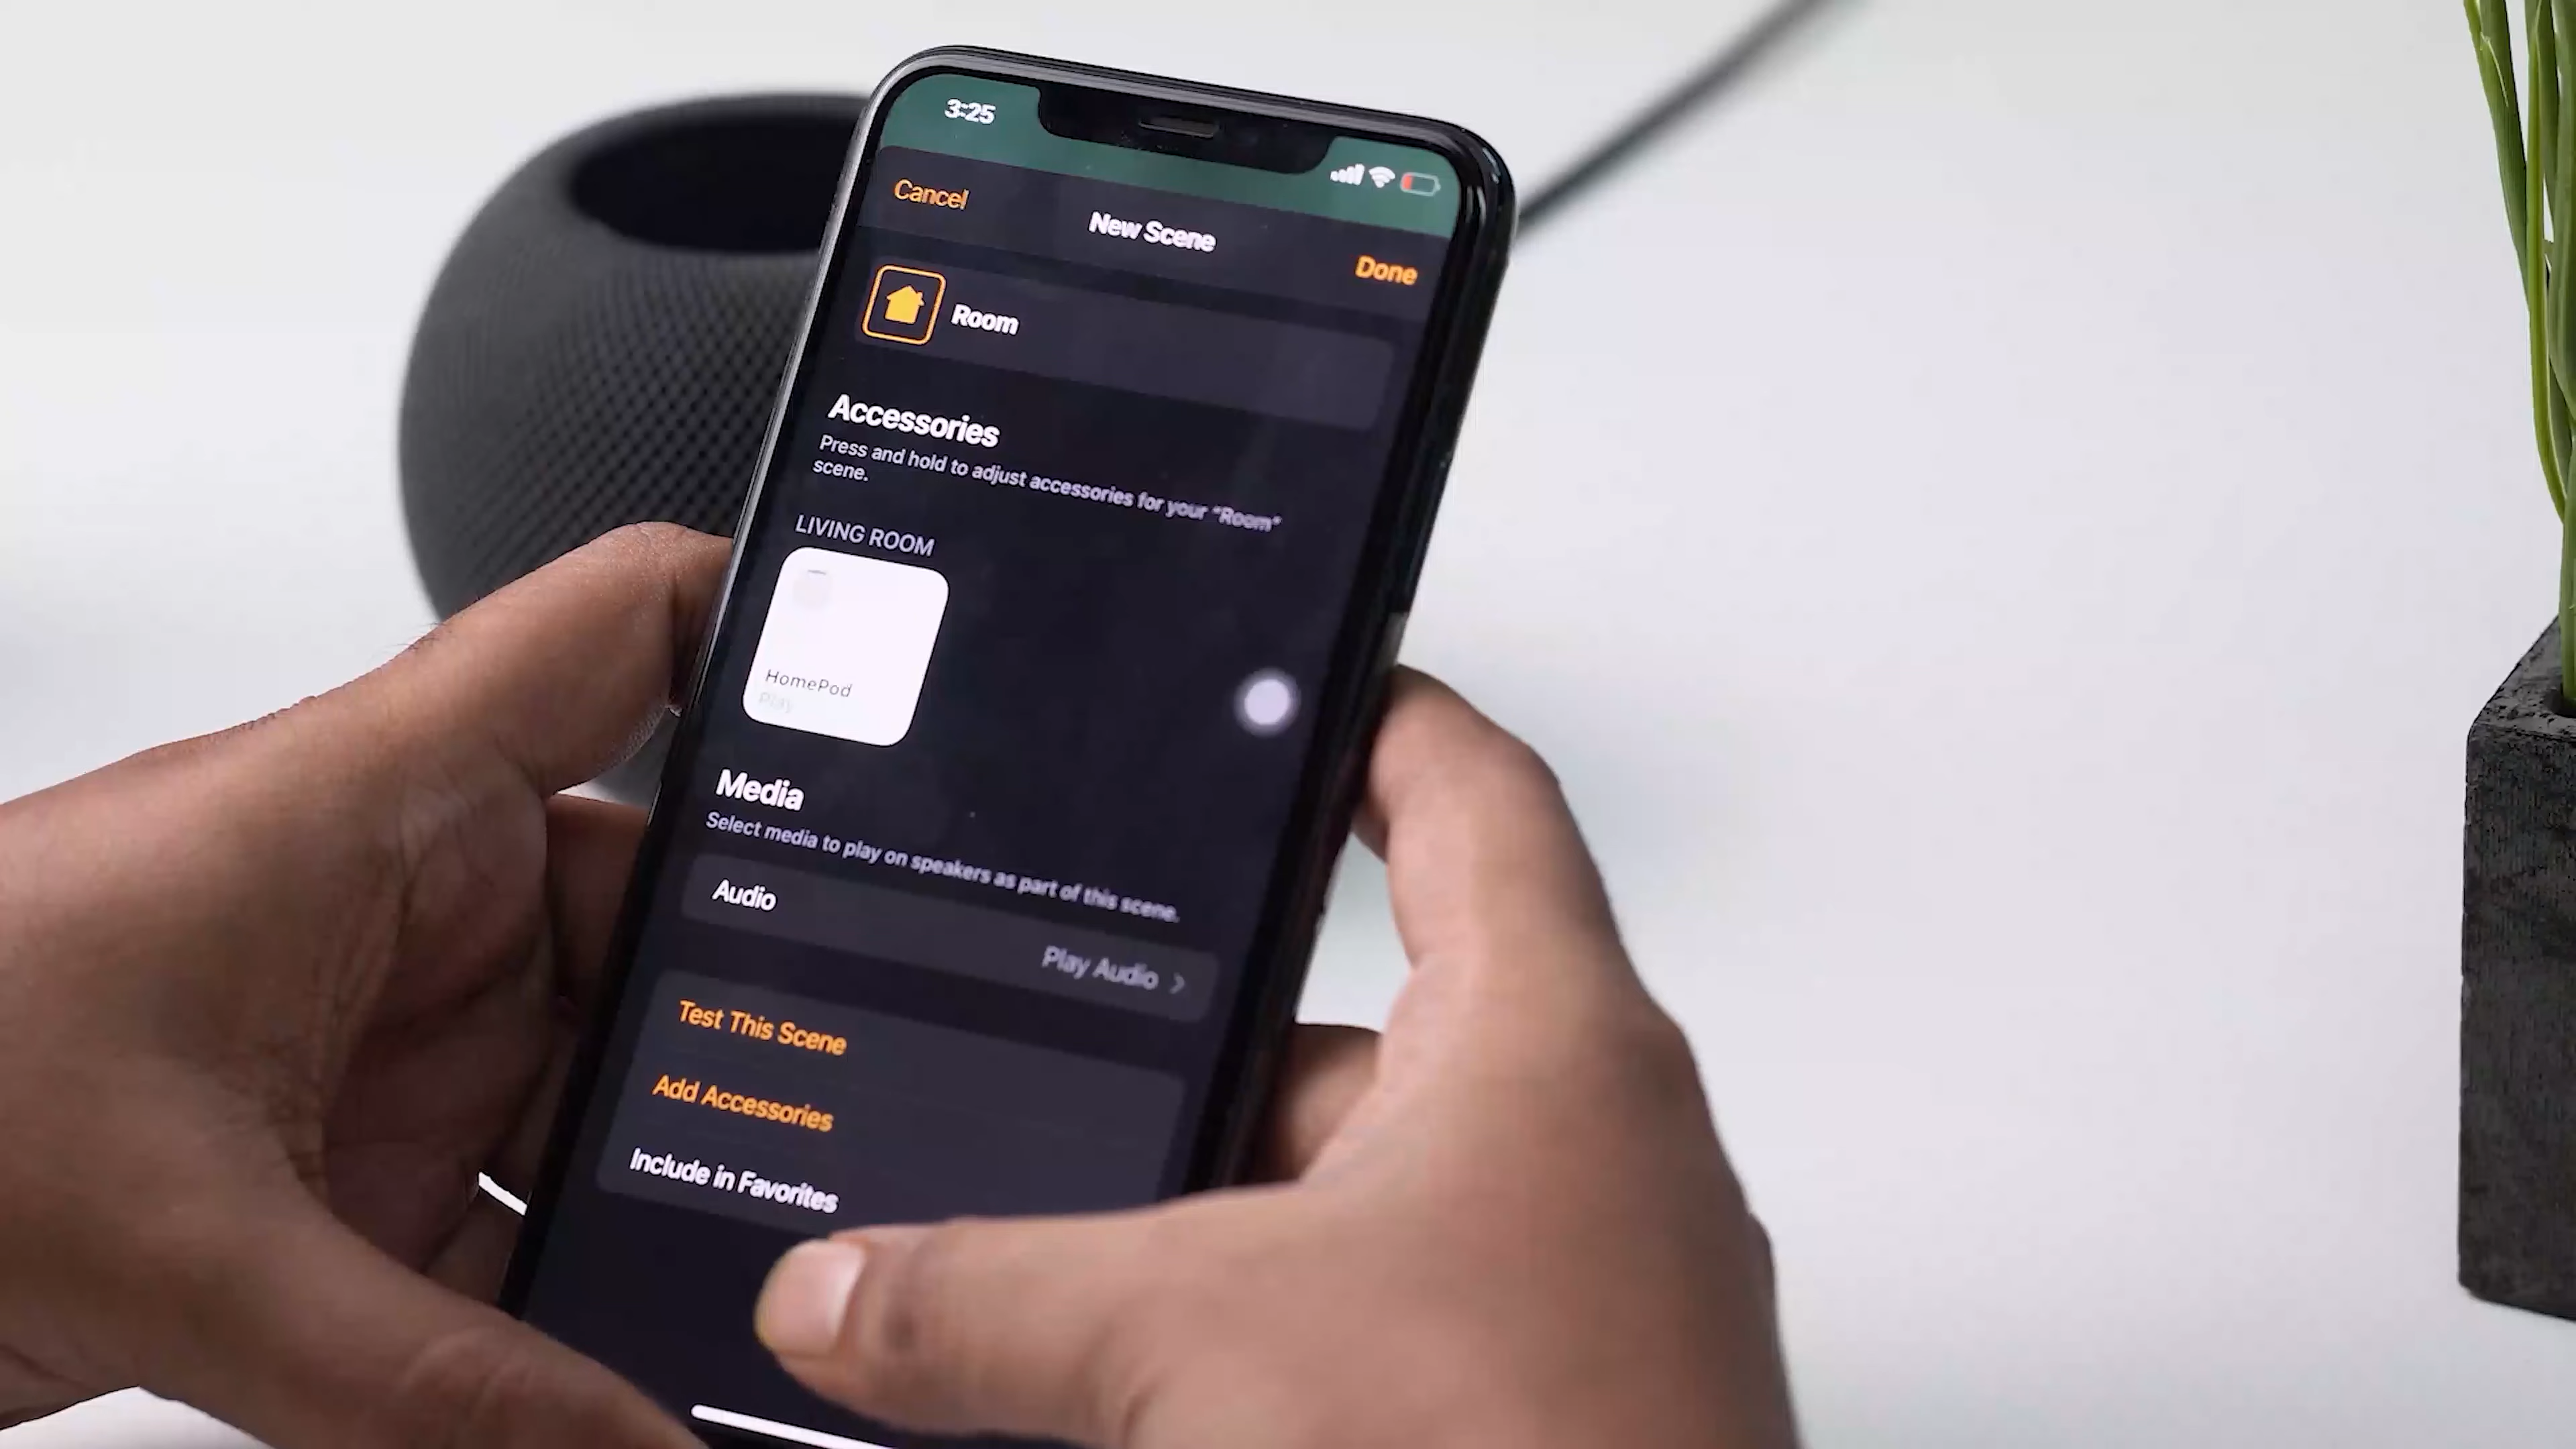 3:25
Cancel
New Scene
Done
Room
Accessories
Press and hold to adjust accessories for your "Room"
scene.
LIVING ROOM
HomePod
Play
Media
Select media to play on speakers as part of this scene.
Audio
Play Audio
Test This Scene
Add Accessories
Include in Favorites